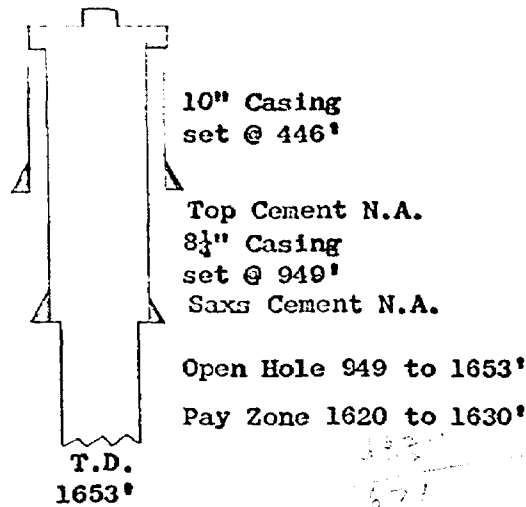 10" Casing
set @ 446'
Top Cement N.A.
8¼" Casing
set @ 949'
Saxs Cement N.A.
Open Hole 949 to 1653'
Pay Zone 1620 to 1630'
T.D.
1653'